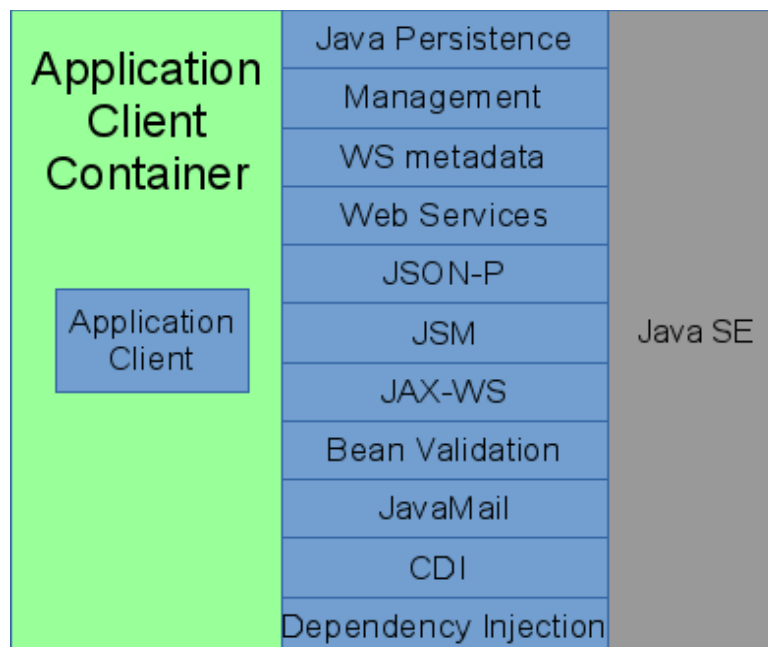 Application
Client
Container
Application
Client
Java Persistence
Management
WS metadata
Web Services
JSON-P
JSM
JAX-WS
Bean Validation
JavaMail
CDI
Dependency Injection
Java SE